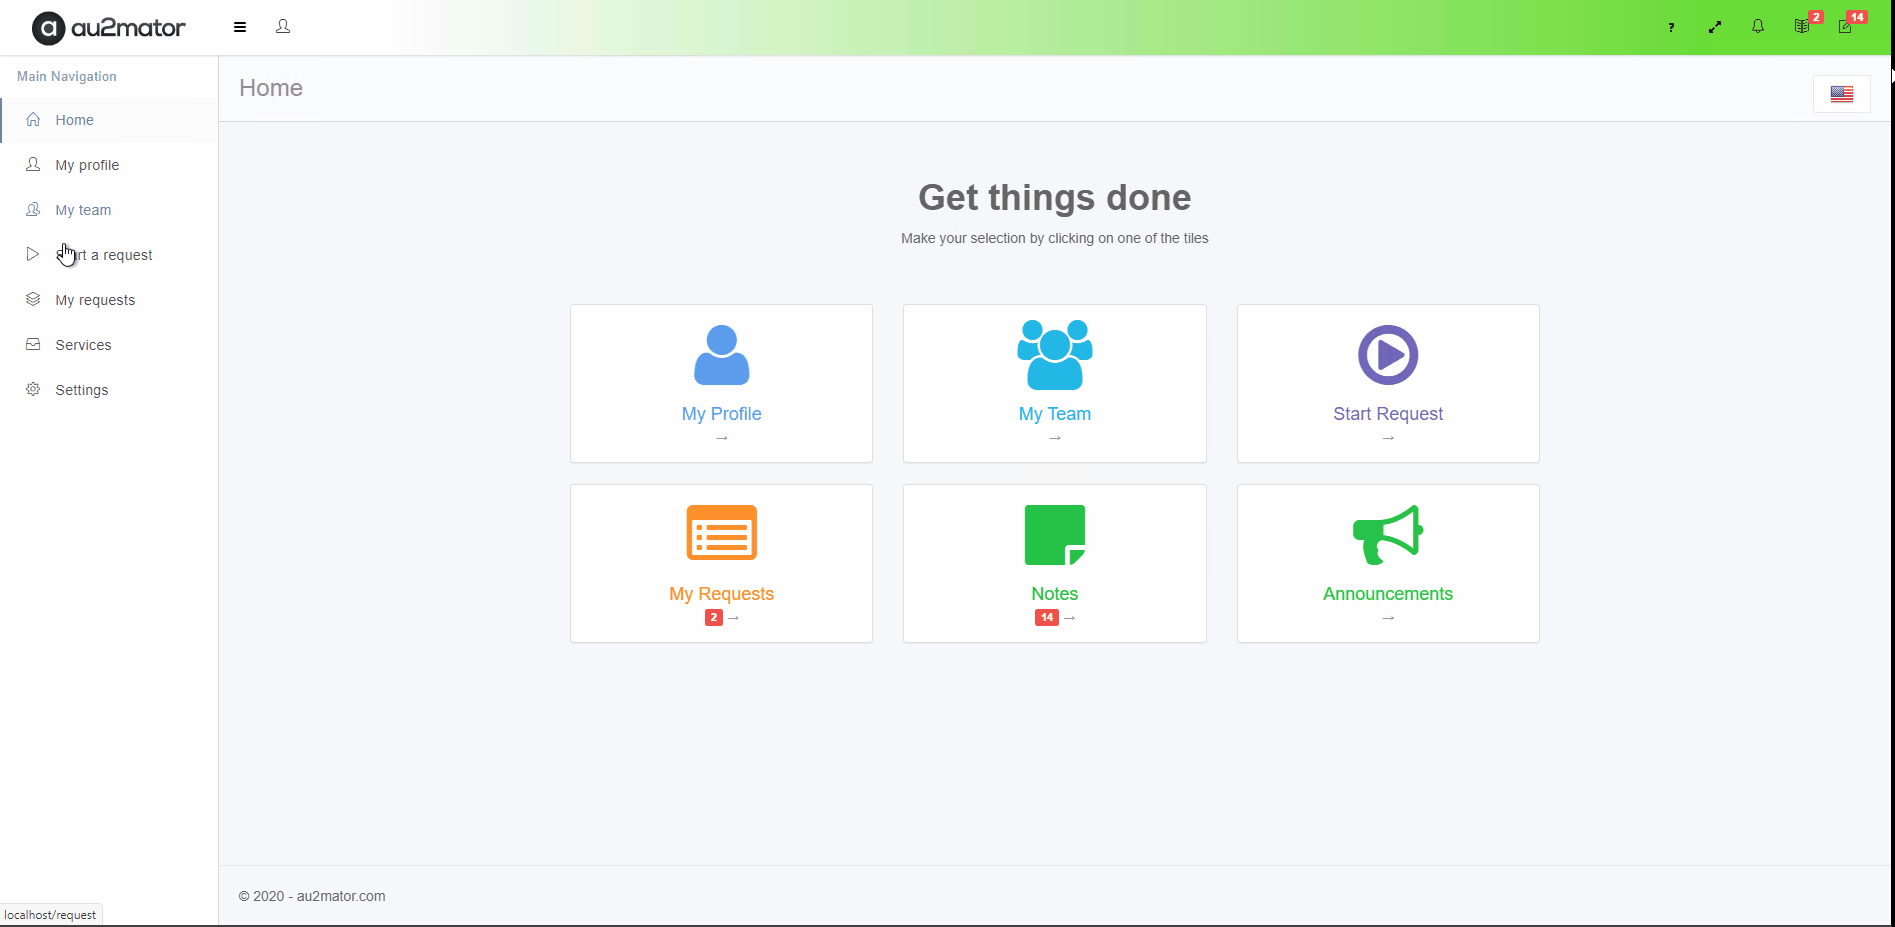 au2mator
?
2
14
Main Navigation
Home
My profile
My team
rt a request
My requests
Services
Settings
Home
Get things done
Make your selection by clicking on one of the tiles
My Profile
→
My Team
→
Start Request
→
My Requests
2 →
Notes
14 →
Announcements
→
© 2020 - au2mator.com
localhost/request